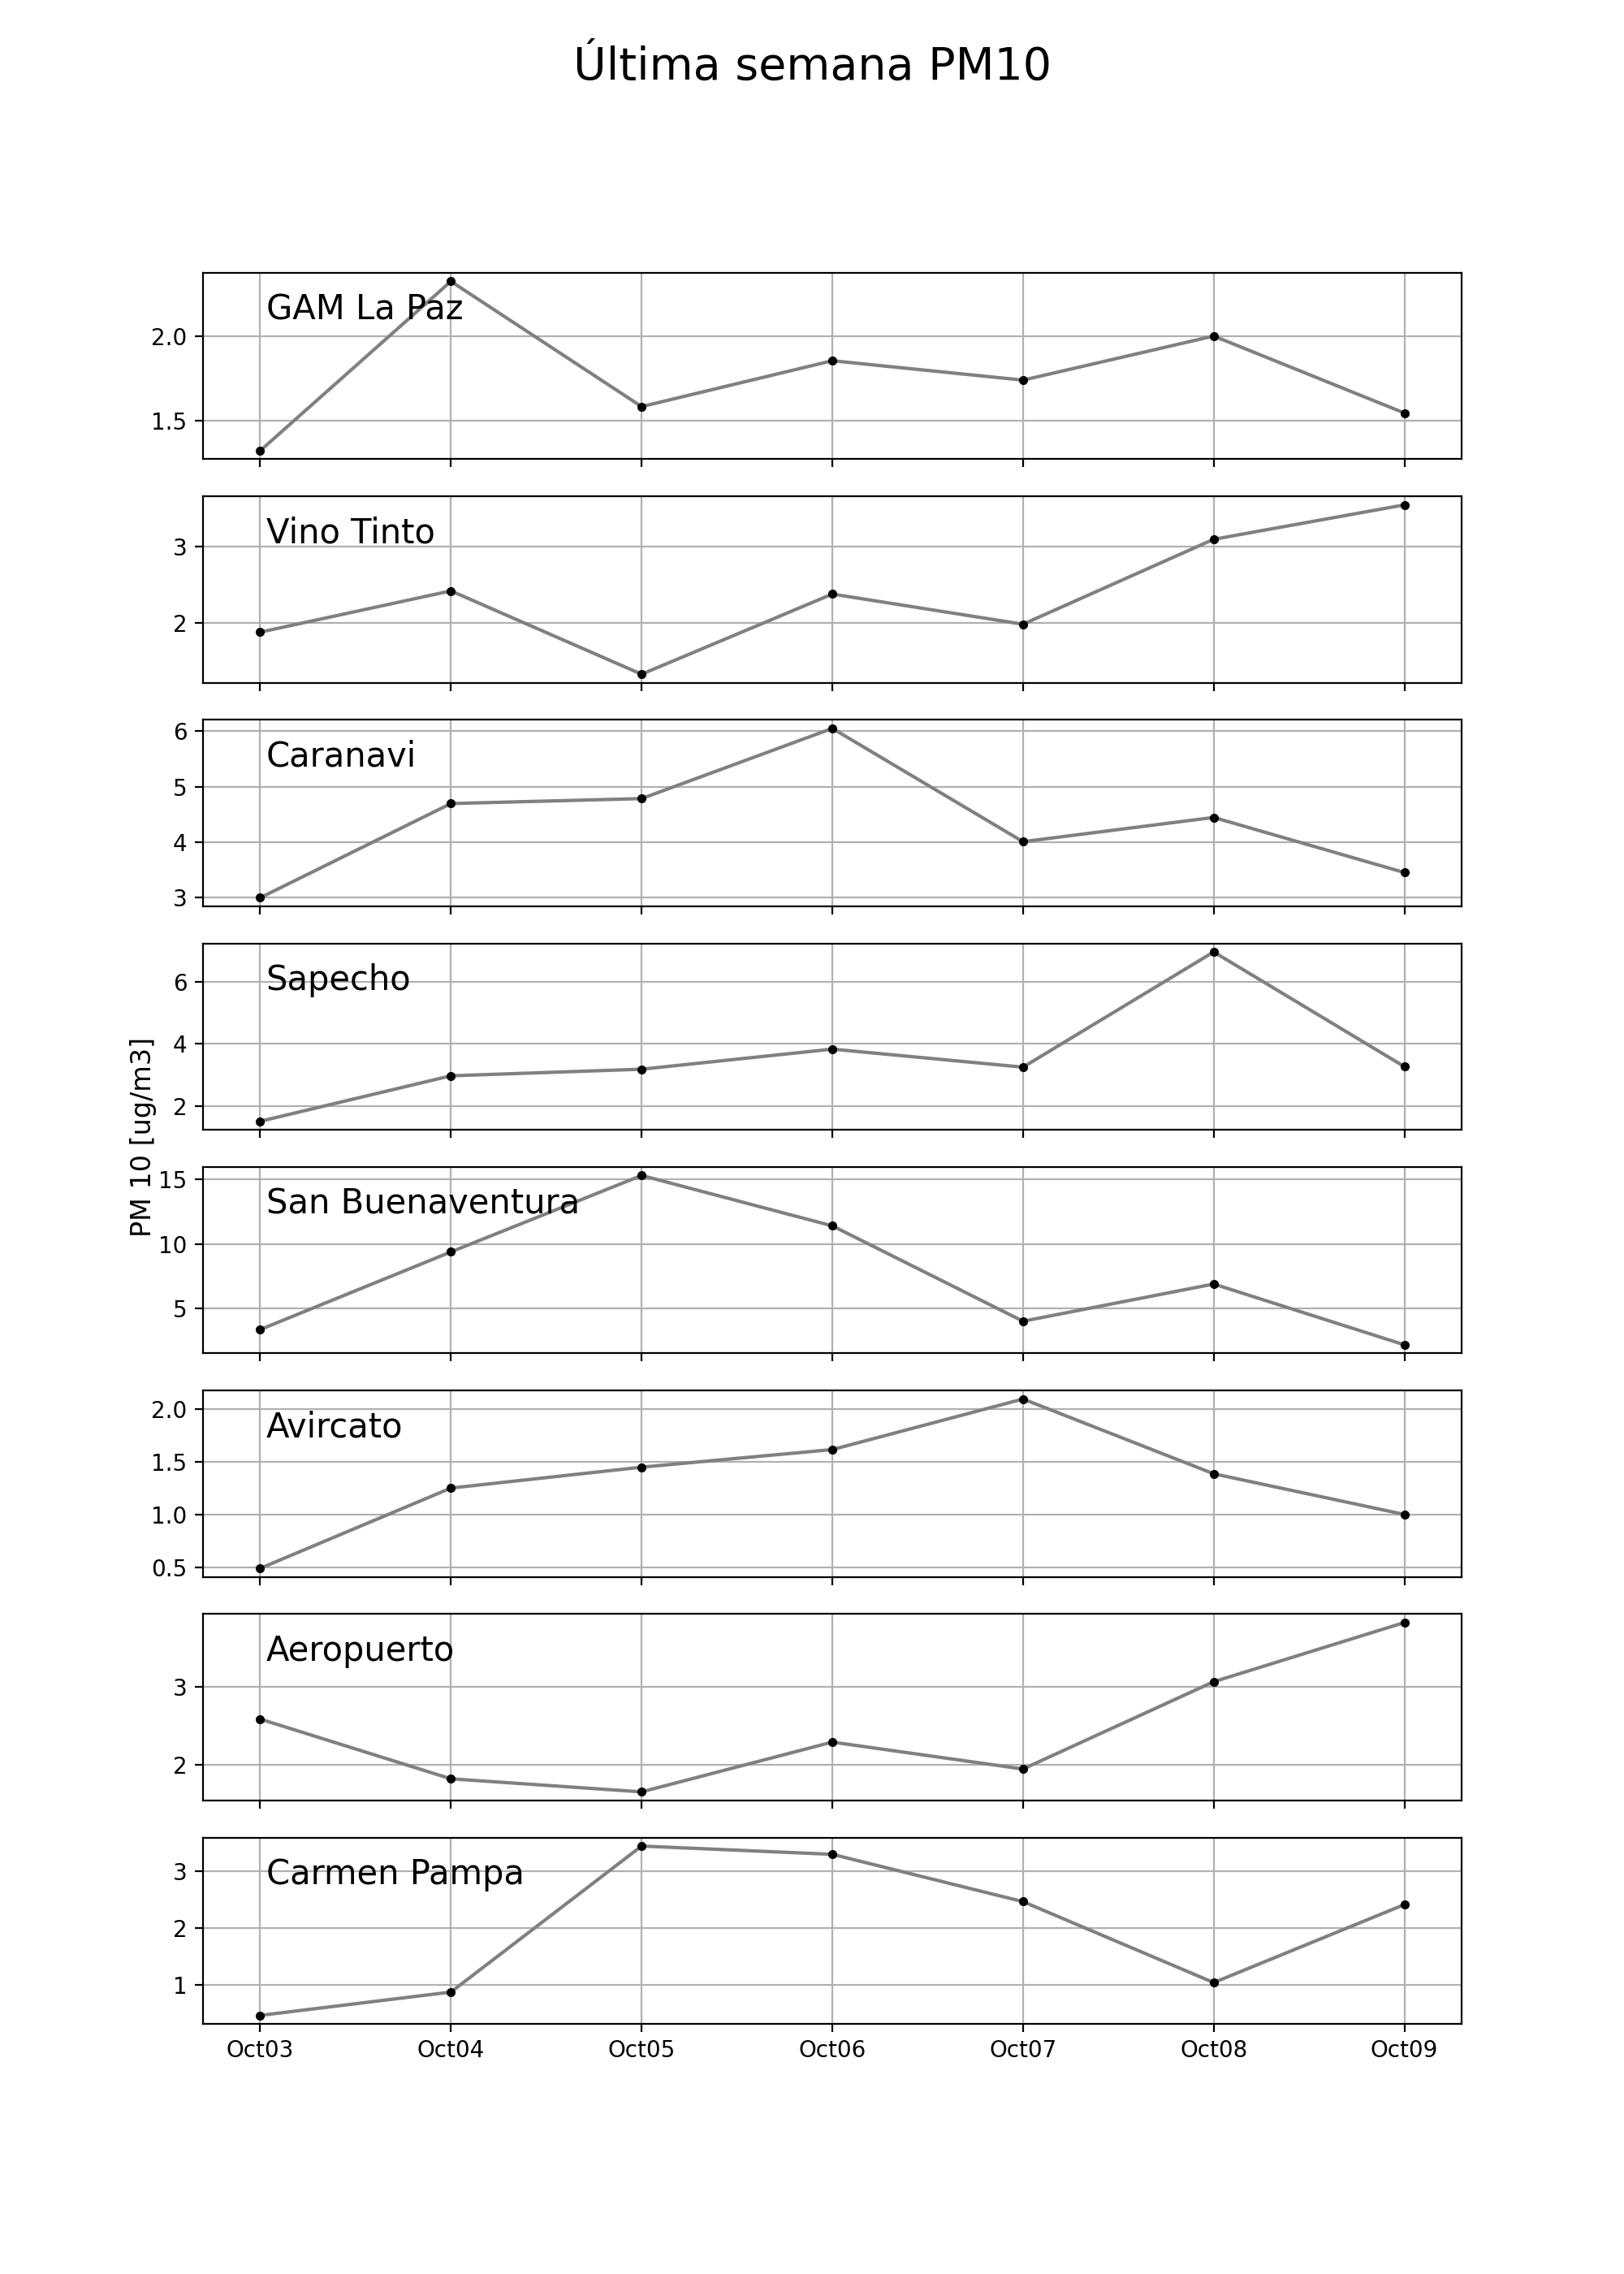 Última semana PM10
GAM La Paz
2.0
1.5
Vino Tinto
3
2
Caranavi
6
5
4
3
Sapecho
6
4
2
PM 10 [ug/m3]
San Buenaventura
15
10
5
Avircato
2.0
1.5
1.0
0.5
Aeropuerto
3
2
Carmen Pampa
3
2
1
Oct03 Oct04 Oct05 Oct06 Oct07 Oct08 Oct09